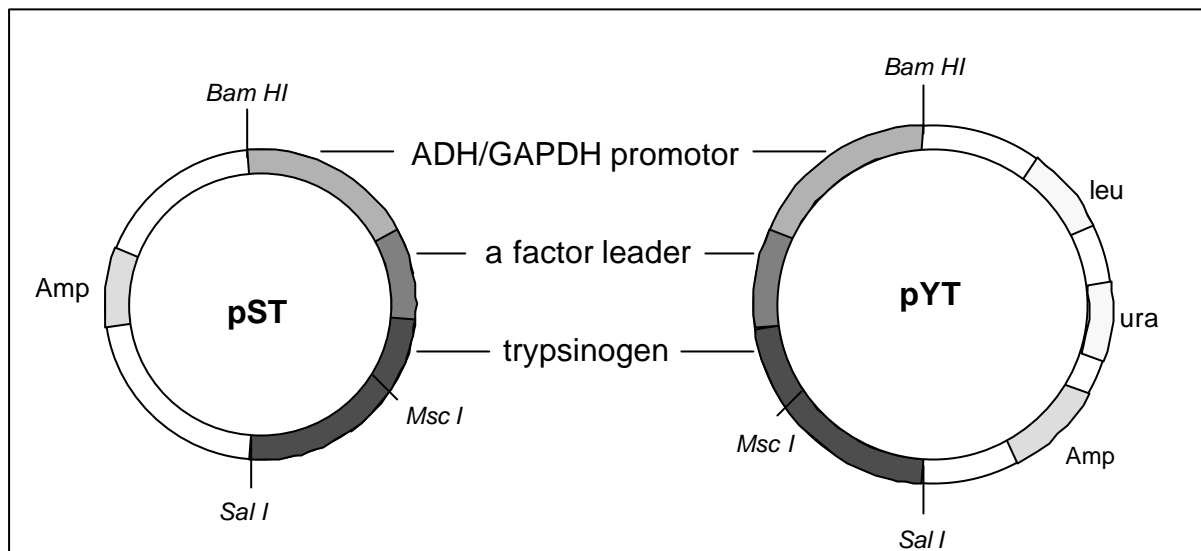 Bam HI
Bam HI
ADH/GAPDH promotor
leu
a factor leader
Amp
pST
pYT
ura
trypsinogen
Msc I
Msc I
Amp
Sal I
Sal I